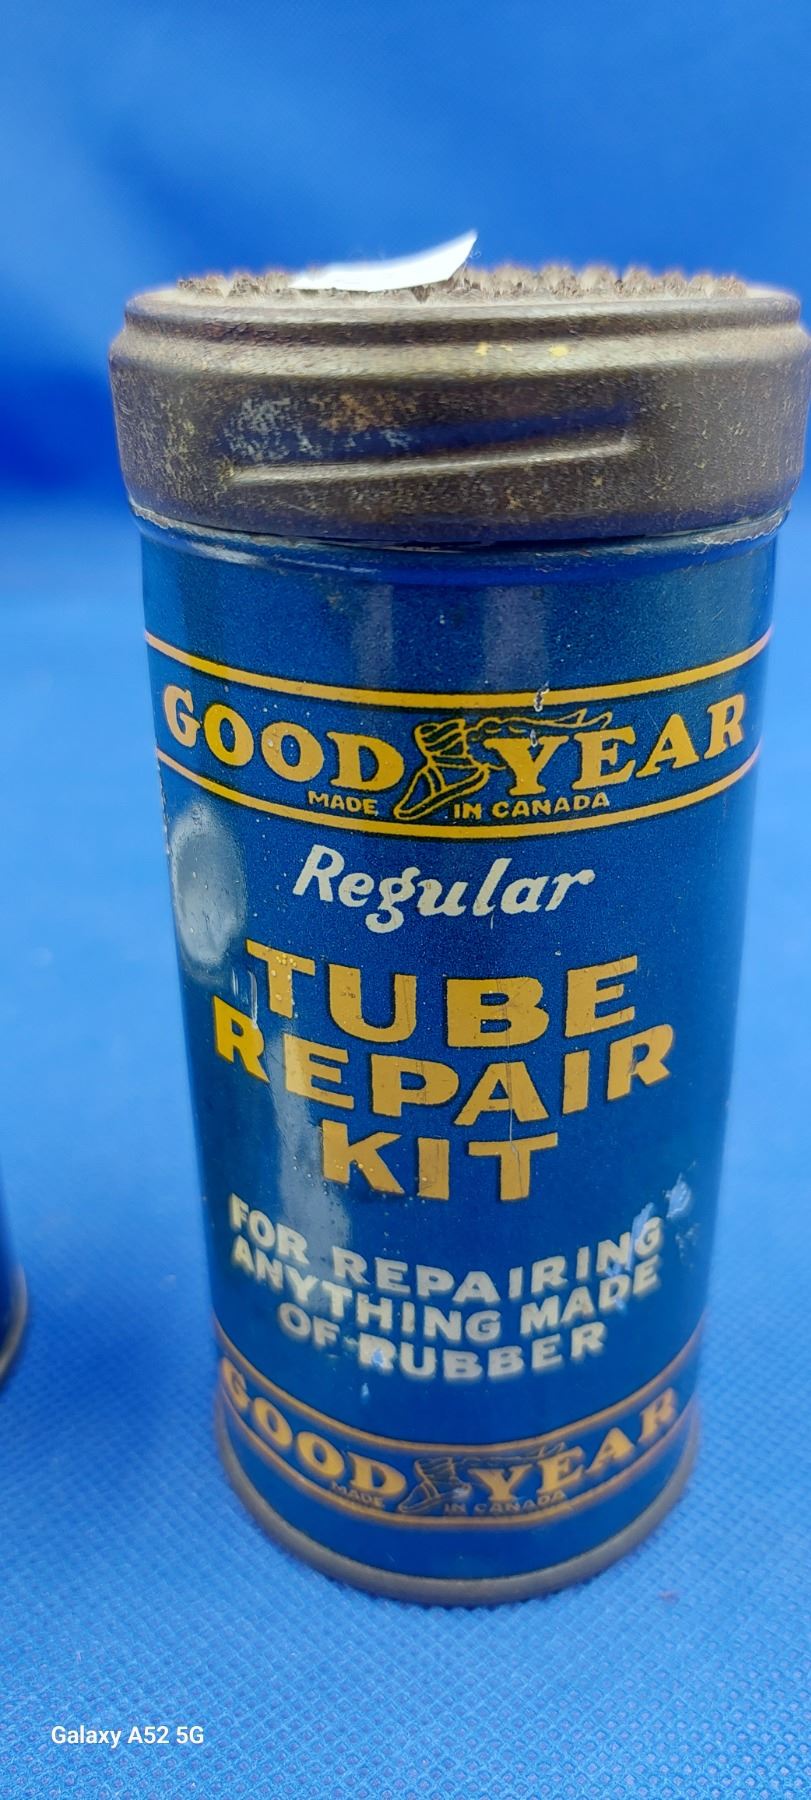 GOOD YEAR
MADE IN CANADA
Regular
TUBE
REPAIR
KIT
FOR REPAIRING
ANYTHING MADE
OF RUBBER
GOOD YEAR
MADE IN CANADA
Galaxy A52 5G